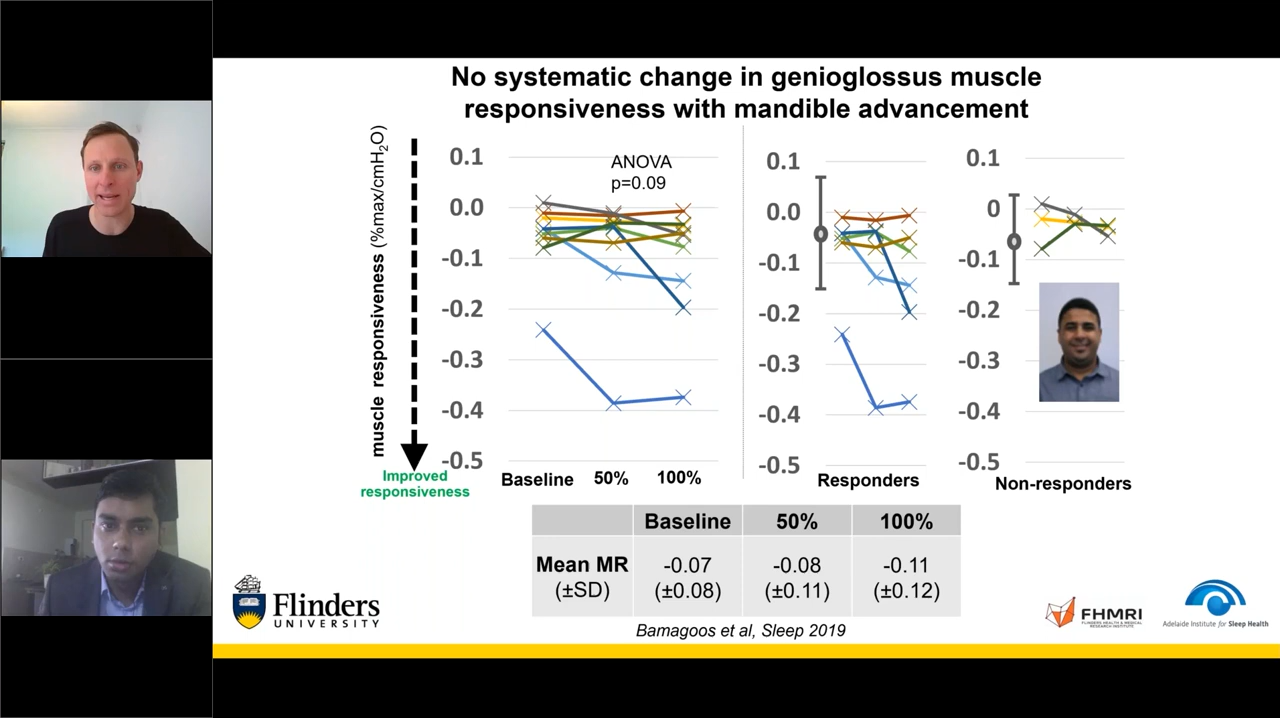 No systematic change in genioglossus muscle
responsiveness with mandible advancement
muscle responsiveness (%max/cmH2O)
Improved
responsiveness
0.1
0.0
-0.1
-0.2
-0.3
-0.4
-0.5
ANOVA
p=0.09
Baseline 50% 100%
0.1
0.0
-0.1
-0.2
-0.3
-0.4
-0.5
Responders
0.1
0
-0.1
-0.2
-0.3
-0.4
-0.5
Non-responders
Baseline 50% 100%
Mean MR -0.07 -0.08 -0.11
(±SD) (±0.08) (±0.11) (±0.12)
Bamagoos et al, Sleep 2019
Flinders
UNIVERSITY
FHMRI
FLINDERS HEALTH & MEDICAL
RESEARCH INSTITUTE
Adelaide Institute for Sleep Health